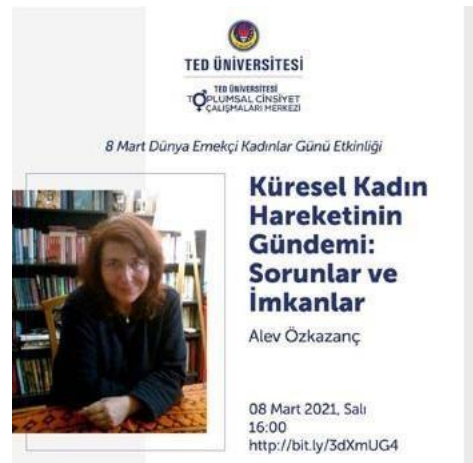 TED ÜNİVERSİTESİ
TED ÜNİVERSİTESİ
TOPLUMSAL CİNSİYET
ÇALIŞMALARI MERKEZİ
8 Mart Dünya Emekçi Kadınlar Günü Etkinliği
Küresel Kadın
Hareketinin
Gündemi:
Sorunlar ve
İmkanlar
Alev Özkazanç
08 Mart 2021, Salı
16:00
http://bit.ly/3dXmUG4